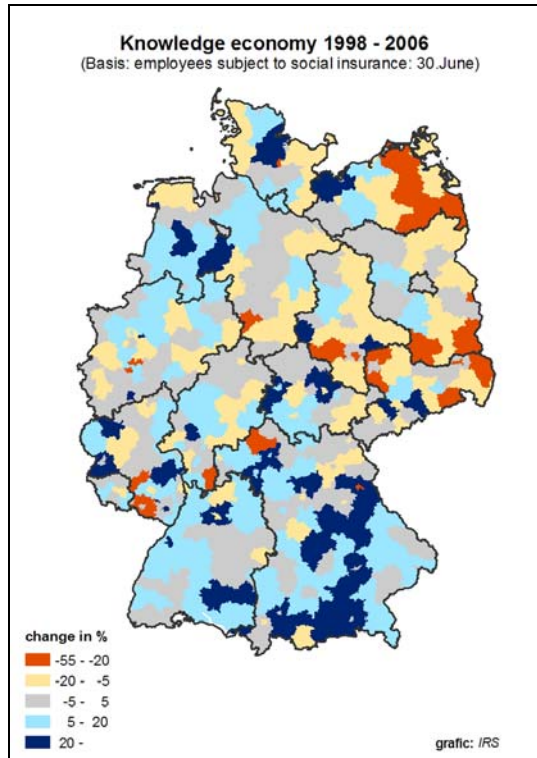 Knowledge economy 1998 - 2006
(Basis: employees subject to social insurance: 30.June)
change in %
-55 - -20
-20 - -5
-5 - 5
5 - 20
20 -
grafic: IRS